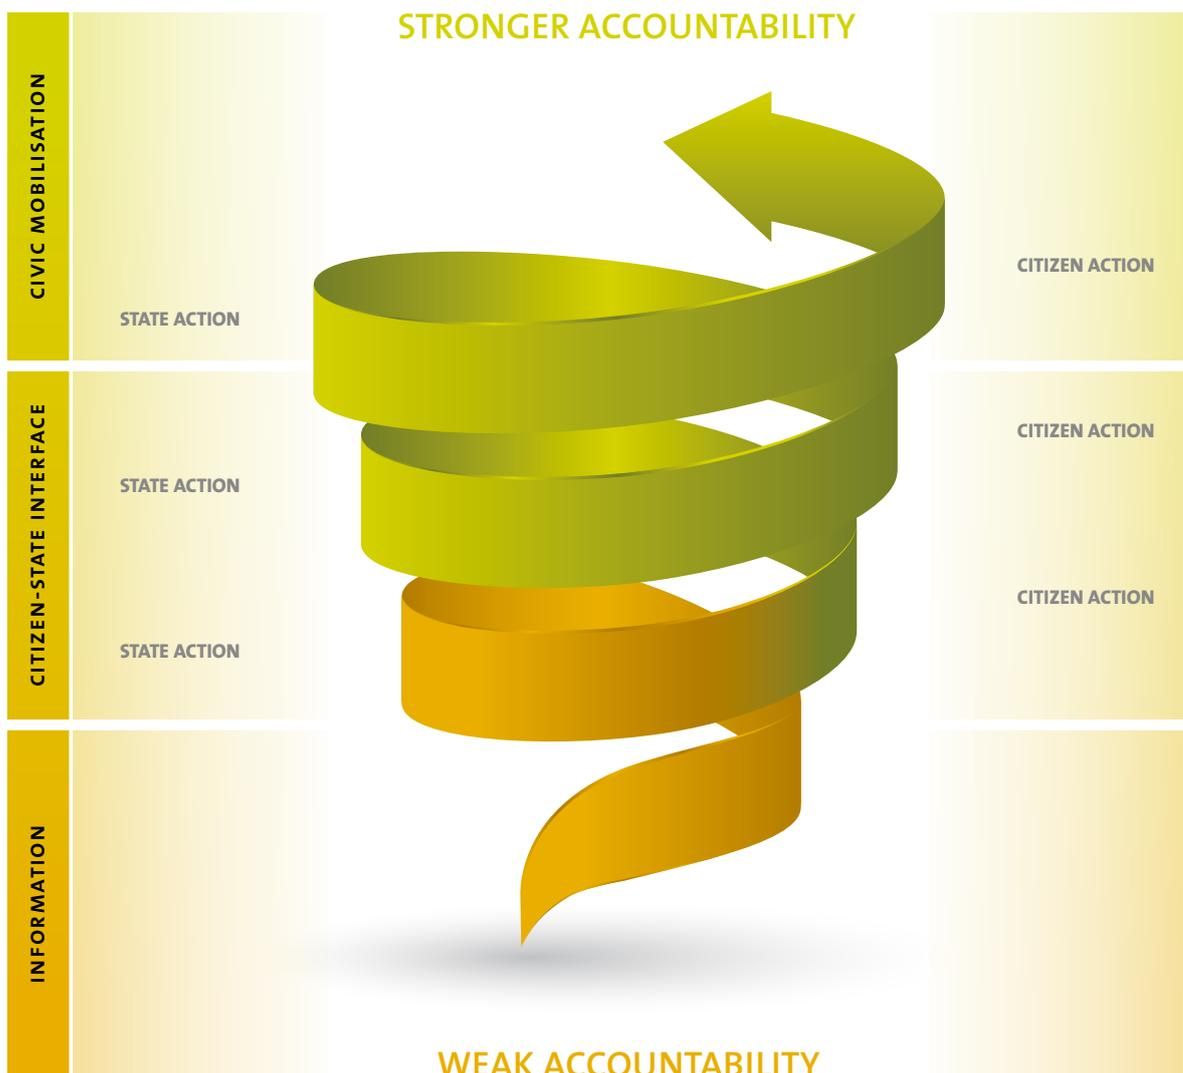 STRONGER ACCOUNTABILITY
CIVIC MOBILISATION
CITIZEN ACTION
STATE ACTION
CITIZEN-STATE INTERFACE
CITIZEN ACTION
STATE ACTION
CITIZEN ACTION
STATE ACTION
INFORMATION
WEAK ACCOUNTABILITY